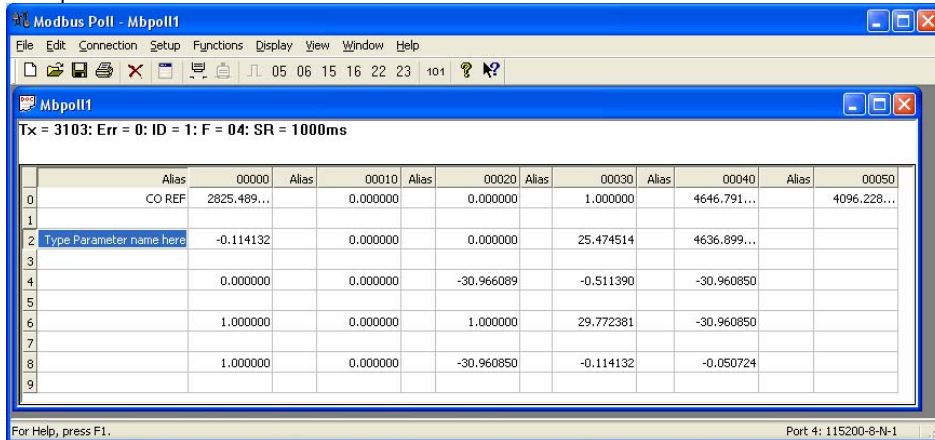 Modbus Poll - Mbpoll1
File Edit Connection Setup Functions Display View Window Help
05 06 15 16 22 23 101
Mbpoll1
Tx = 3103: Err = 0: ID = 1: F = 04: SR = 1000ms
Alias 00000 Alias 00010 Alias 00020 Alias 00030 Alias 00040 Alias 00050
0 CO REF 2825.489... 0.000000 0.000000 1.000000 4646.791... 4096.228...
1
2 Type Parameter name here -0.114132 0.000000 0.000000 25.474514 4636.899...
3
4 0.000000 0.000000 -30.966089 -0.511390 -30.960850
5
6 1.000000 0.000000 1.000000 29.772381 -30.960850
7
8 1.000000 0.000000 -30.960850 -0.114132 -0.050724
9
For Help, press F1. Port 4: 115200-8-N-1